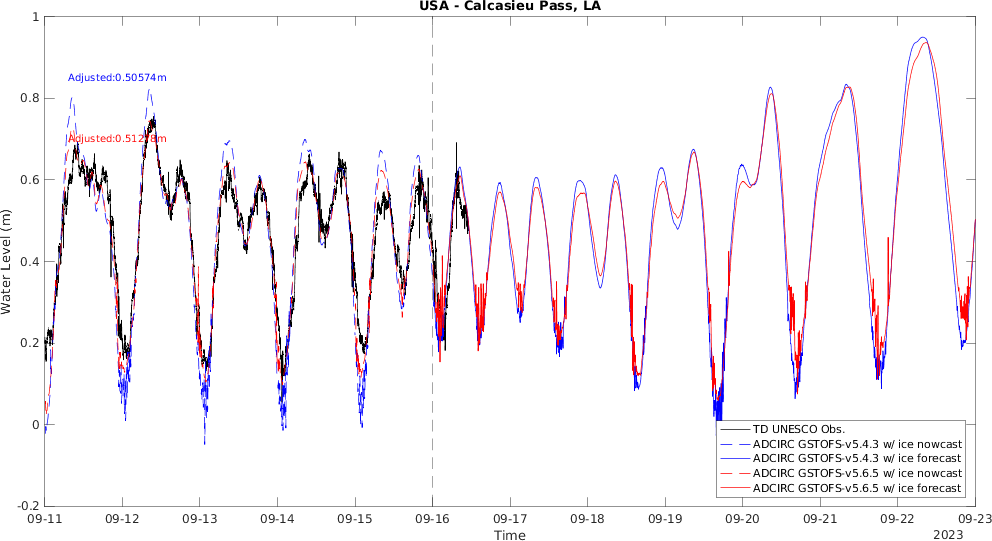 USA - Calcasieu Pass, LA
1
0.8
0.6
0.4
0.2
0
-0.2
Water Level (m)
Adjusted:0.50574m
TD UNESCO Obs.
ADCIRC GSTOFS-v5.4.3 w/ ice nowcast
ADCIRC GSTOFS-v5.4.3 w/ ice forecast
ADCIRC GSTOFS-v5.6.5 w/ ice nowcast
ADCIRC GSTOFS-v5.6.5 w/ ice forecast
09-11 09-12 09-13 09-14 09-15 09-16 09-17 09-18 09-19 09-20 09-21 09-22 09-23
Time
2023